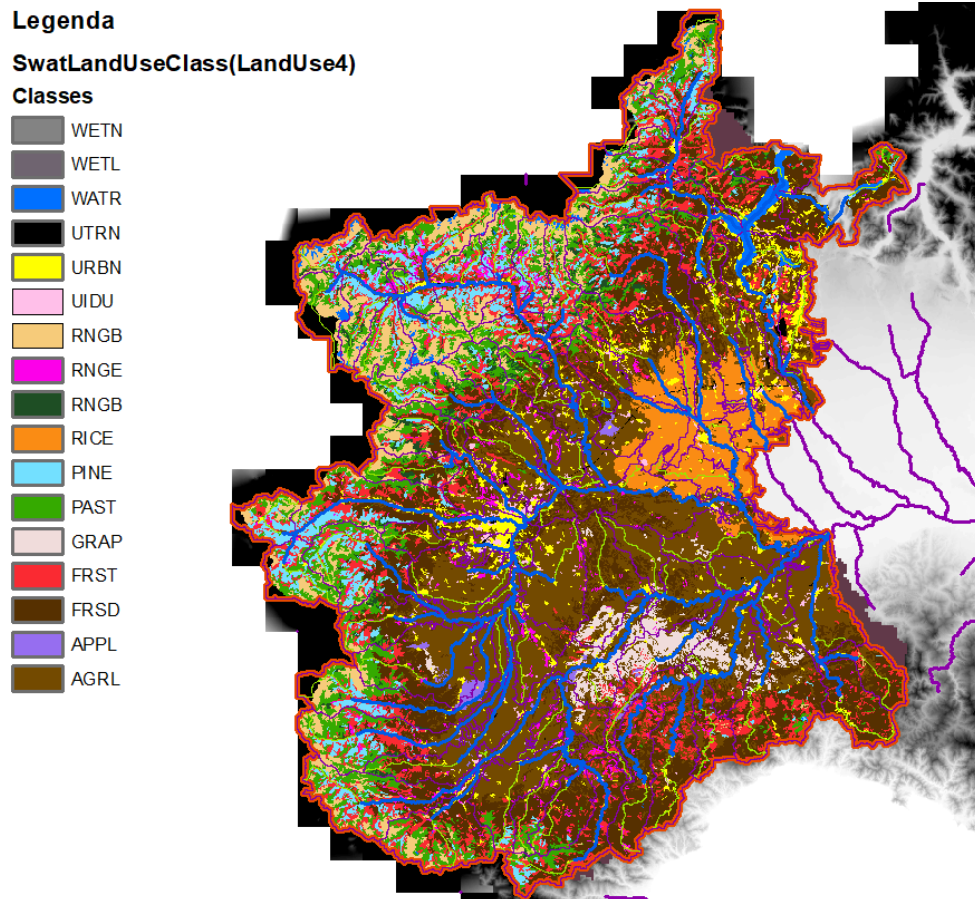 Legenda
SwatLandUseClass(LandUse4)
Classes
WETN
WETL
WATR
UTRN
URBN
UIDU
RNGB
RNGE
RNGB
RICE
PINE
PAST
GRAP
FRST
FRSD
APPL
AGRL